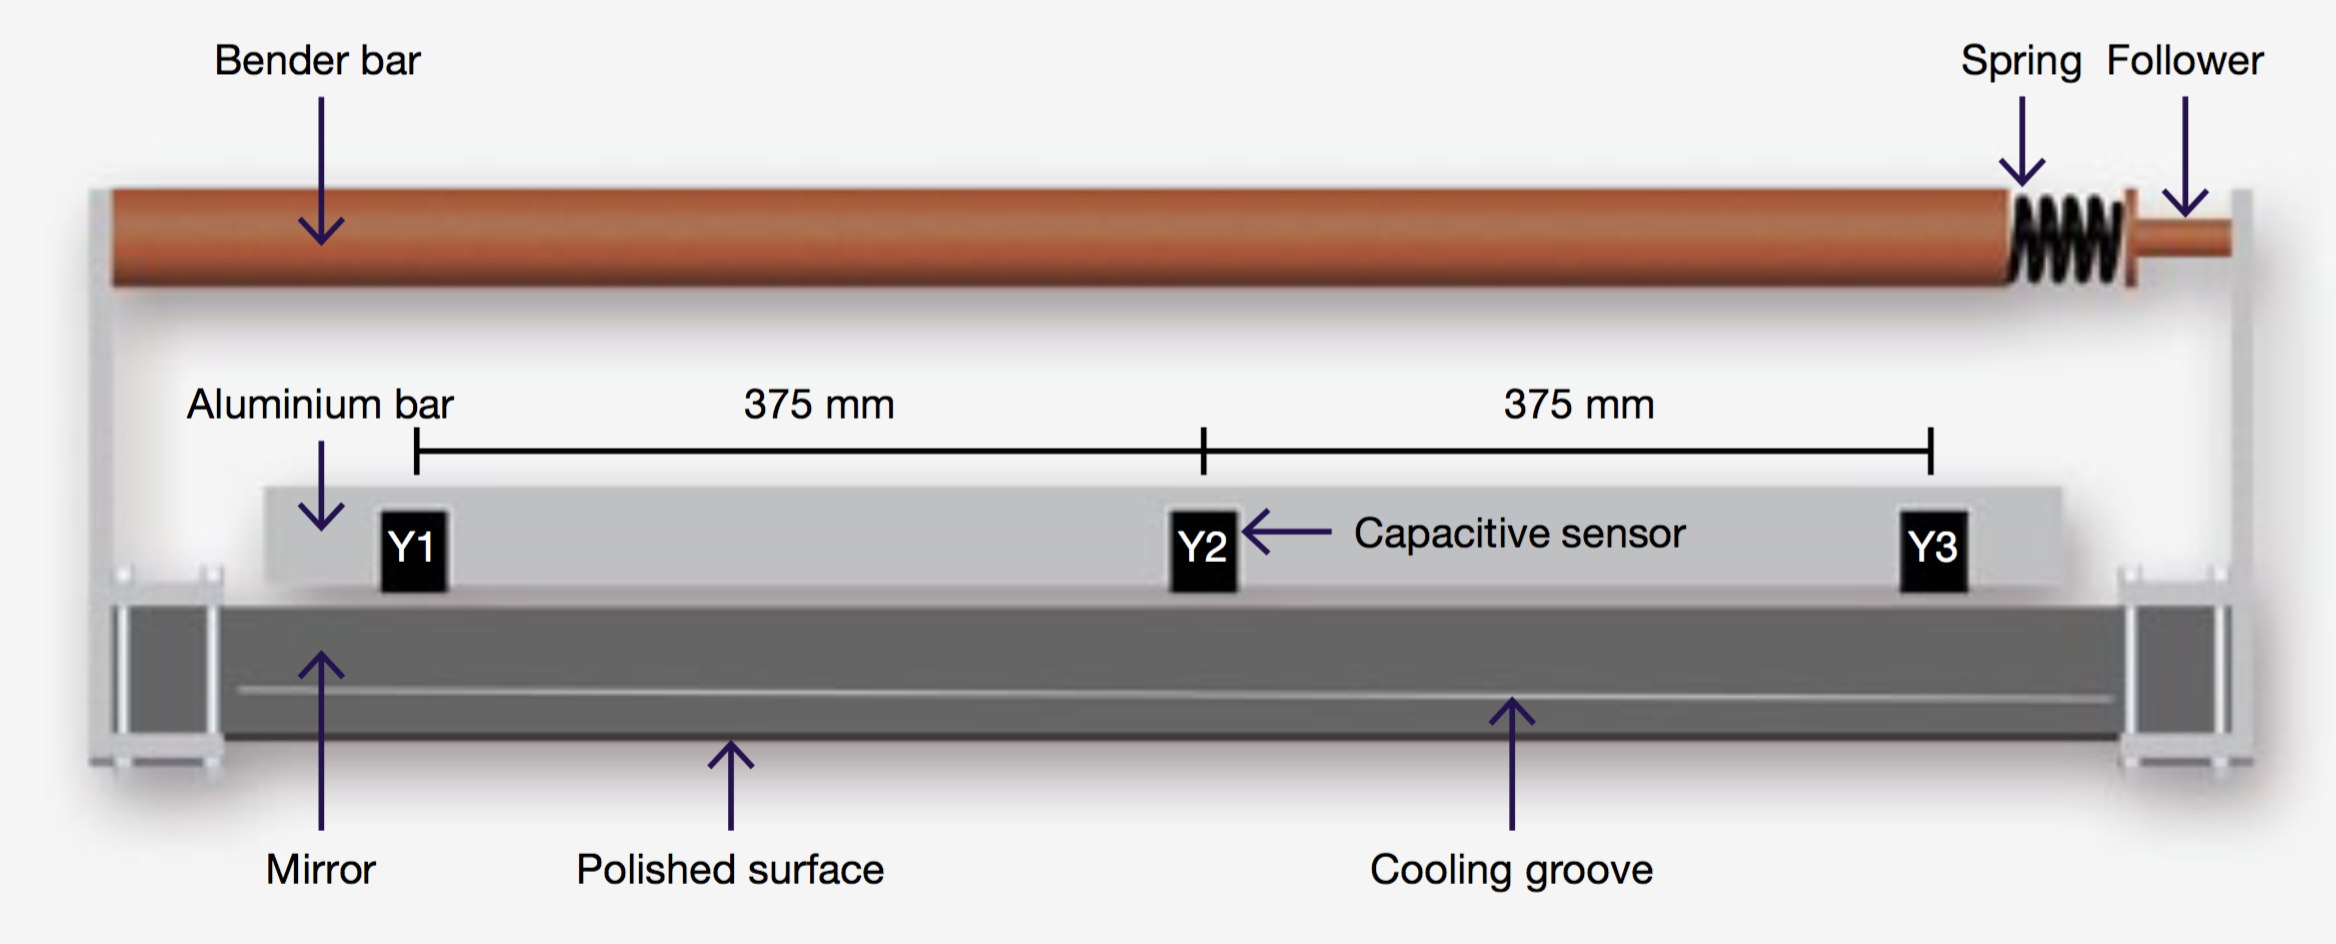 Bender bar
Spring Follower
Aluminium bar
375 mm
375 mm
Y1
Y2
Capacitive sensor
Y3
Mirror
Polished surface
Cooling groove